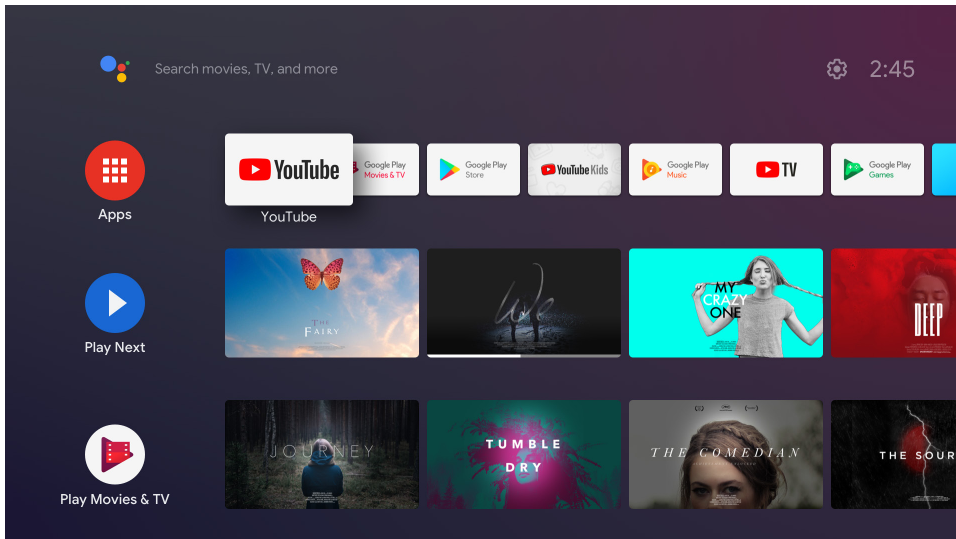 Search movies, TV, and more
2:45
YouTube
Google Play
Movies & TV
Google Play
Store
YouTube Kids
Google Play
Music
TV
Google Play
Games
YouTube
Apps
THE
FAIRY
MY
CRAZY
ONE
DEEP
Play Next
JOURNEY
TUMBLE
DRY
THE COMEDIAN
THE SOUR
Play Movies & TV